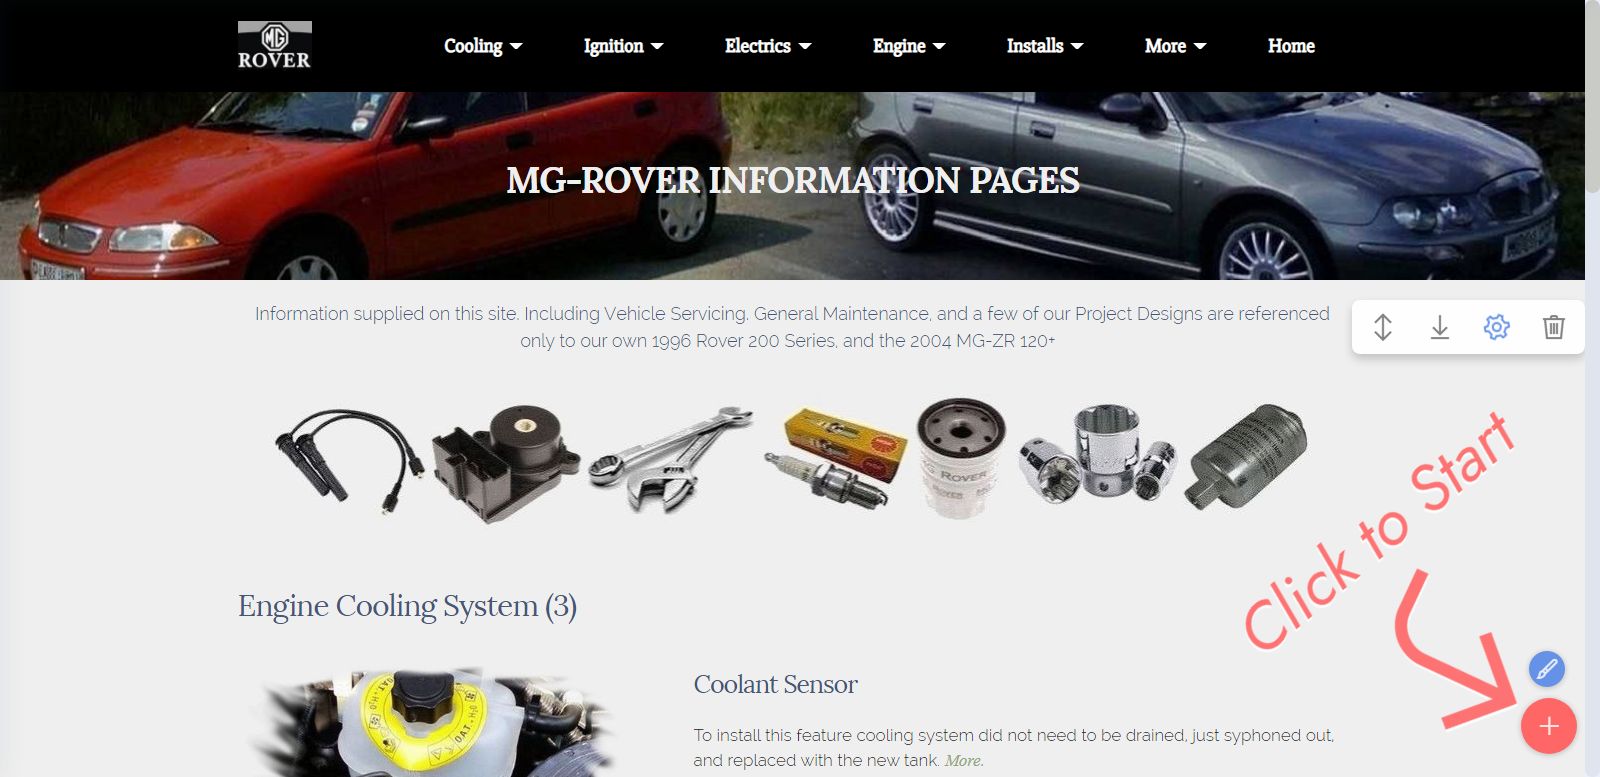 MG
ROVER
Cooling
Ignition
Electrics
Engine
Installs
More
Home
MG-ROVER INFORMATION PAGES
Information supplied on this site. Including Vehicle Servicing. General Maintenance, and a few of our Project Designs are referenced
only to our own 1996 Rover 200 Series, and the 2004 MG-ZR 120+
MG ROVER
Click to Start
Engine Cooling System (3)
Coolant Sensor
To install this feature cooling system did not need to be drained, just syphoned out,
and replaced with the new tank. More.